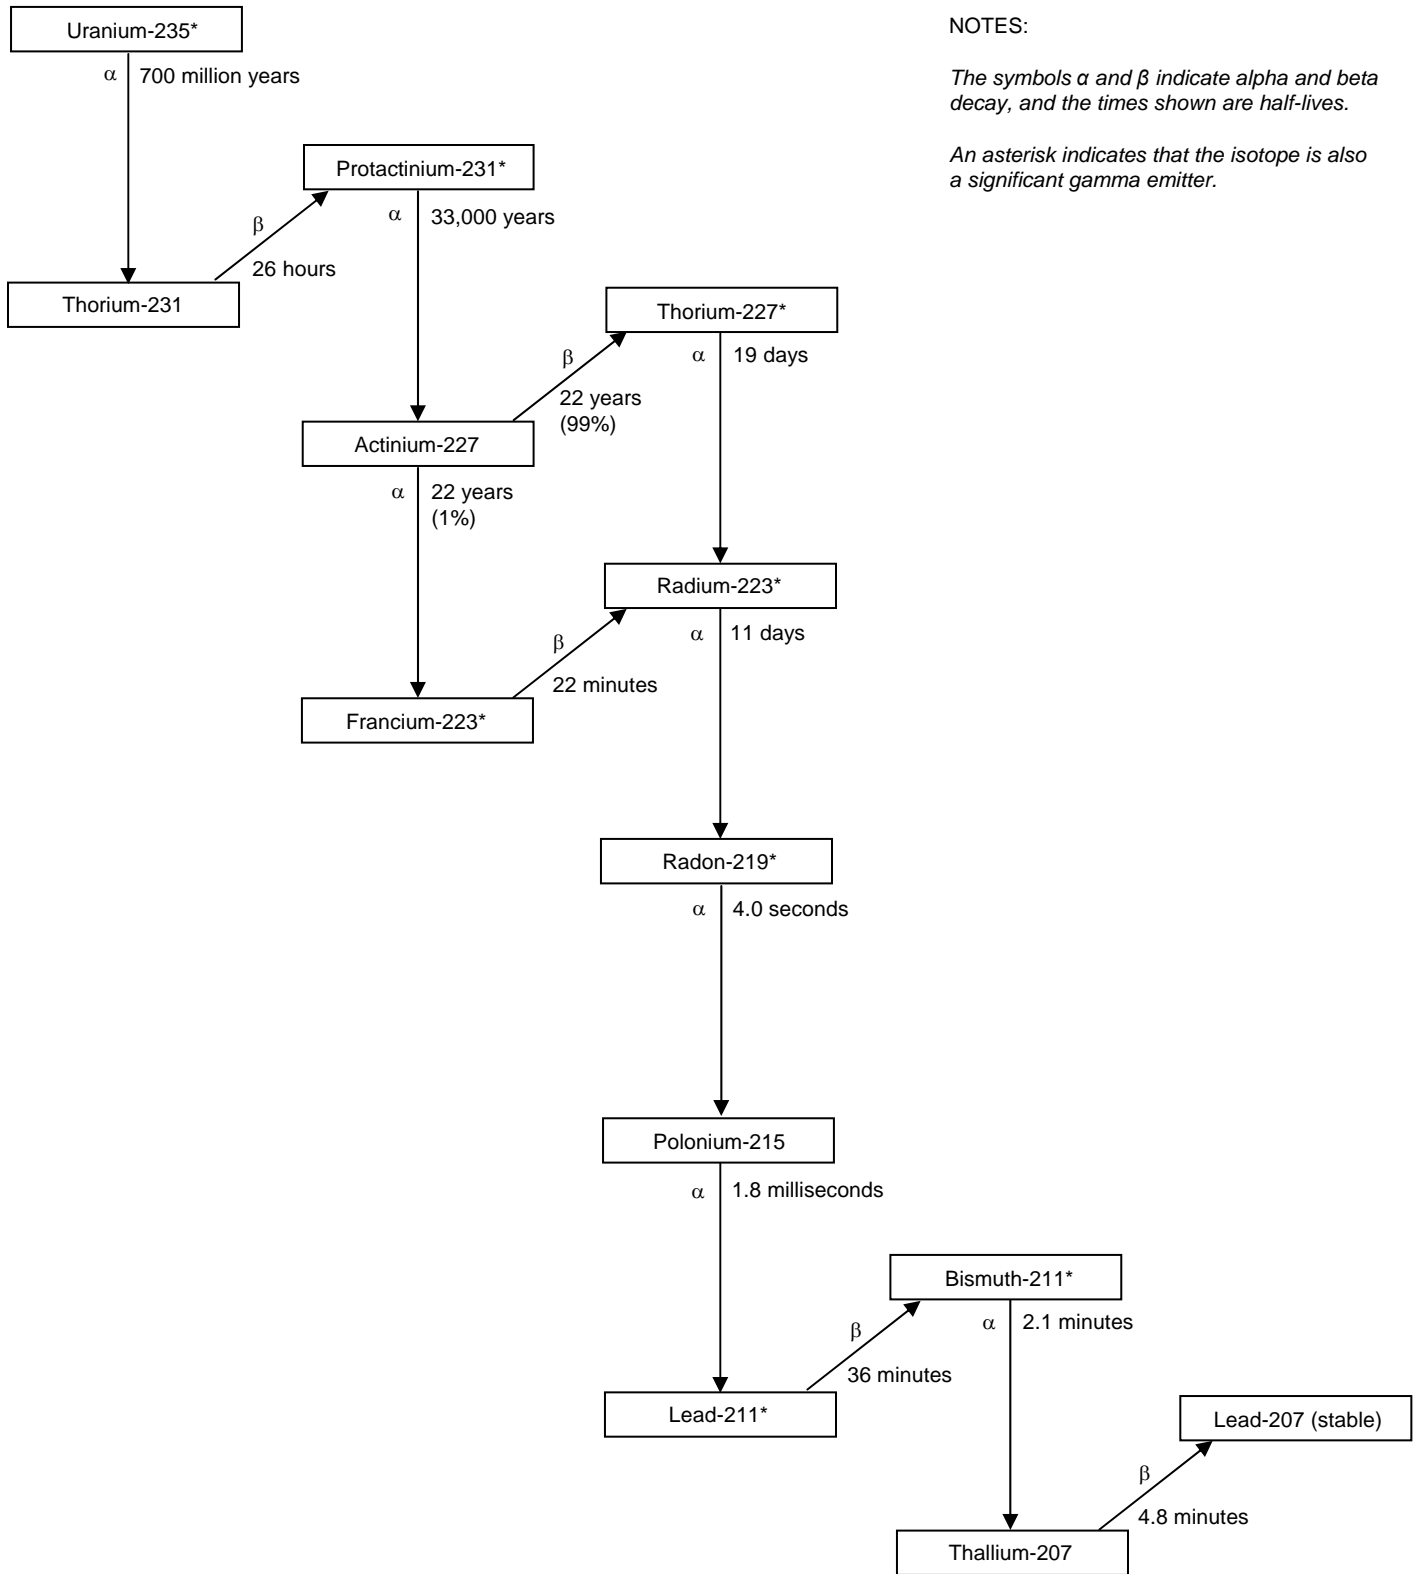 Uranium-235*
NOTES:
α 700 million years
The symbols α and β indicate alpha and beta
decay, and the times shown are half-lives.
An asterisk indicates that the isotope is also
a significant gamma emitter.
Protactinium-231*
α 33,000 years
β
26 hours
Thorium-231
Thorium-227*
α 19 days
β
22 years
(99%)
Actinium-227
α 22 years
(1%)
Radium-223*
α 11 days
β
22 minutes
Francium-223*
Radon-219*
α 4.0 seconds
Polonium-215
α 1.8 milliseconds
Bismuth-211*
α 2.1 minutes
β
36 minutes
Lead-211*
Lead-207 (stable)
β
4.8 minutes
Thallium-207